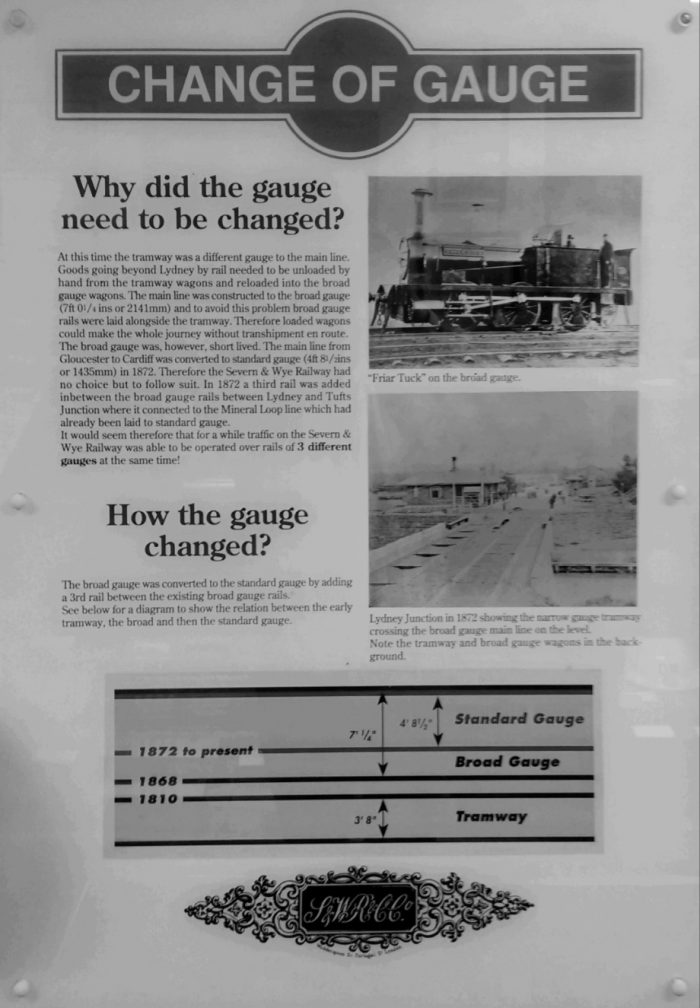 CHANGE OF GAUGE
Why did the gauge
need to be changed?
At this time the tramway was a different gauge to the main line.
Goods going beyond Lydney by rail needed to be unloaded by
hand from the tramway wagons and reloaded into the broad
gauge wagons. The main line was constructed to the broad gauge
(7ft 0¼ ins or 2141mm) and to avoid this problem broad gauge
rails were laid alongside the tramway. Therefore loaded wagons
could make the whole journey without transhipment en route.
The broad gauge was, however, short lived. The main line from
Gloucester to Cardiff was converted to standard gauge (4ft 8½ins
or 1435mm) in 1872. Therefore the Severn & Wye Railway had
no choice but to follow suit. In 1872 a third rail was added
inbetween the broad gauge rails between Lydney and Tufts
Junction where it connected to the Mineral Loop line which had
already been laid to standard gauge.
It would seem therefore that for a while traffic on the Severn &
Wye Railway was able to be operated over rails of 3 different
gauges at the same time!
"Friar Tuck" on the broad gauge.
How the gauge
changed?
The broad gauge was converted to the standard gauge by adding
a 3rd rail between the existing broad gauge rails.
See below for a diagram to show the relation between the early
tramway, the broad and then the standard gauge.
Lydney Junction in 1872 showing the narrow gauge tramway
crossing the broad gauge main line on the level.
Note the tramway and broad gauge wagons in the back-
ground.
7' ¼"
4' 8½"
Standard Gauge
1872 to present
Broad Gauge
1868
1810
3' 8"
Tramway
S&WR&C Co